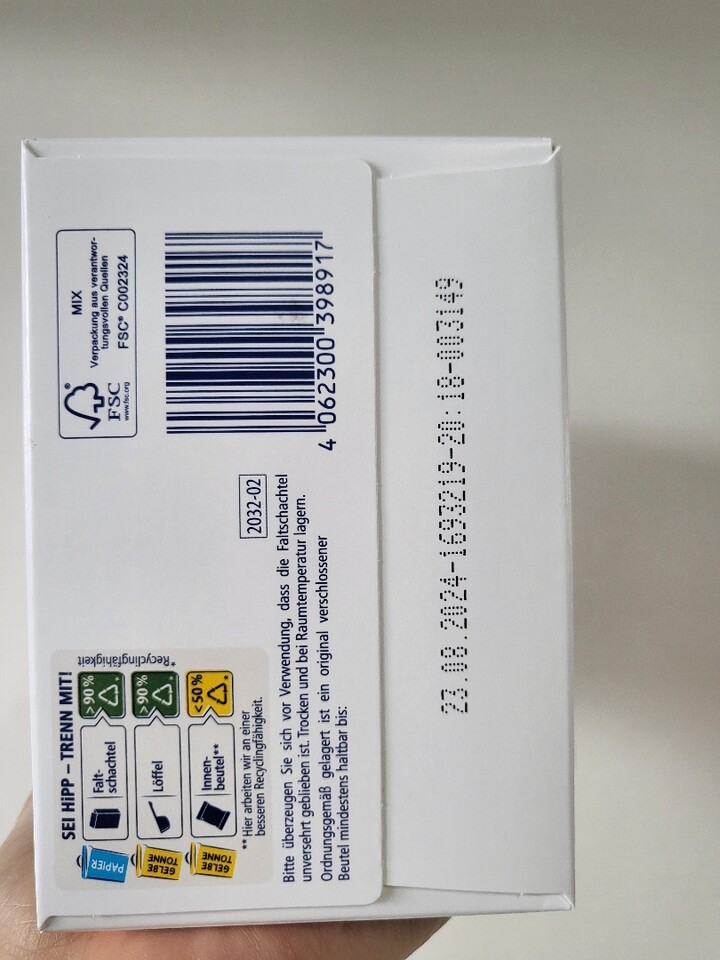 SEI HiPP – TRENN MIT!
PAPIER
Falt-
schachtel
>90%
GELBE
TONNE
Löffel
>90%
GELBE
TONNE
Innen-
beutel**
<50%
*Recyclingfähigkeit
** Hier arbeiten wir an einer
besseren Recyclingfähigkeit.
2032-02
Bitte überzeugen Sie sich vor Verwendung, dass die Faltschachtel
unversehrt geblieben ist. Trocken und bei Raumtemperatur lagern.
Ordnungsgemäß gelagert ist ein original verschlossener
Beutel mindestens haltbar bis:
FSC
www.fsc.org
MIX
Verpackung aus verantwor-
tungsvollen Quellen
FSC® C002324
4 062300 398917
23.08.2024-1693219-20:18-003149